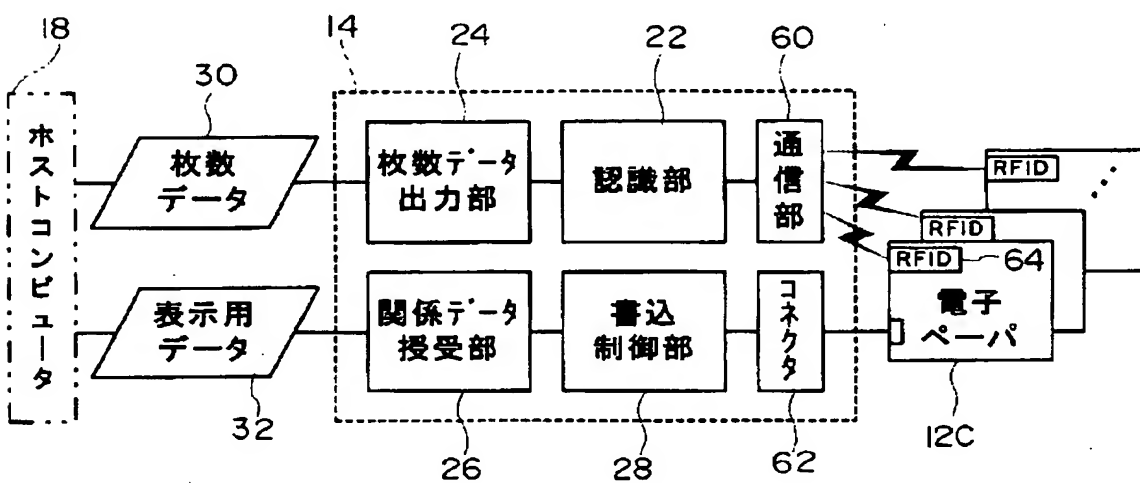 18
30
14
24
22
60
ホストコンピュータ
枚数
データ
枚数データ
出力部
認識部
通信部
RFID
RFID
RFID
64
表示用
データ
関係データ
授受部
書込
制御部
コネクタ
電子
ペーパ
32
26
28
62
12C